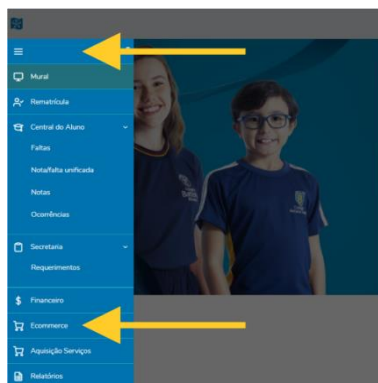 Mural
Rematrícula
Central do Aluno
Faltas
Nota/falta unificada
Notas
Ocorrências
Secretaria
Requerimentos
Financeiro
Ecommerce
Aquisição Serviços
Relatórios